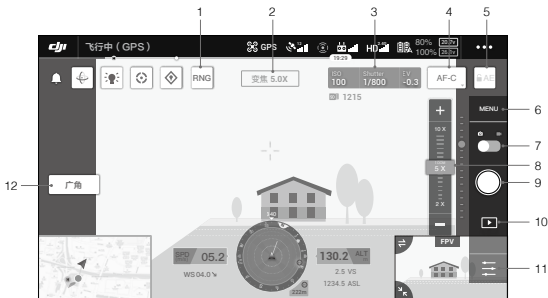 1 2 3 4 5
dji 飞行中（GPS） GPS HD 80% 100%
19:29
RNG 变焦 5.0X ISO 100 Shutter 1/800 EV -0.3 AF-C AE
1215
MENU 6
+
10 X
7
5 X 8
12 广角 9
2 X
10
FPV
SPD 05.2 130.2 ALT
WS 04.0 2.5 VS
1234.5 ASL
222m
11